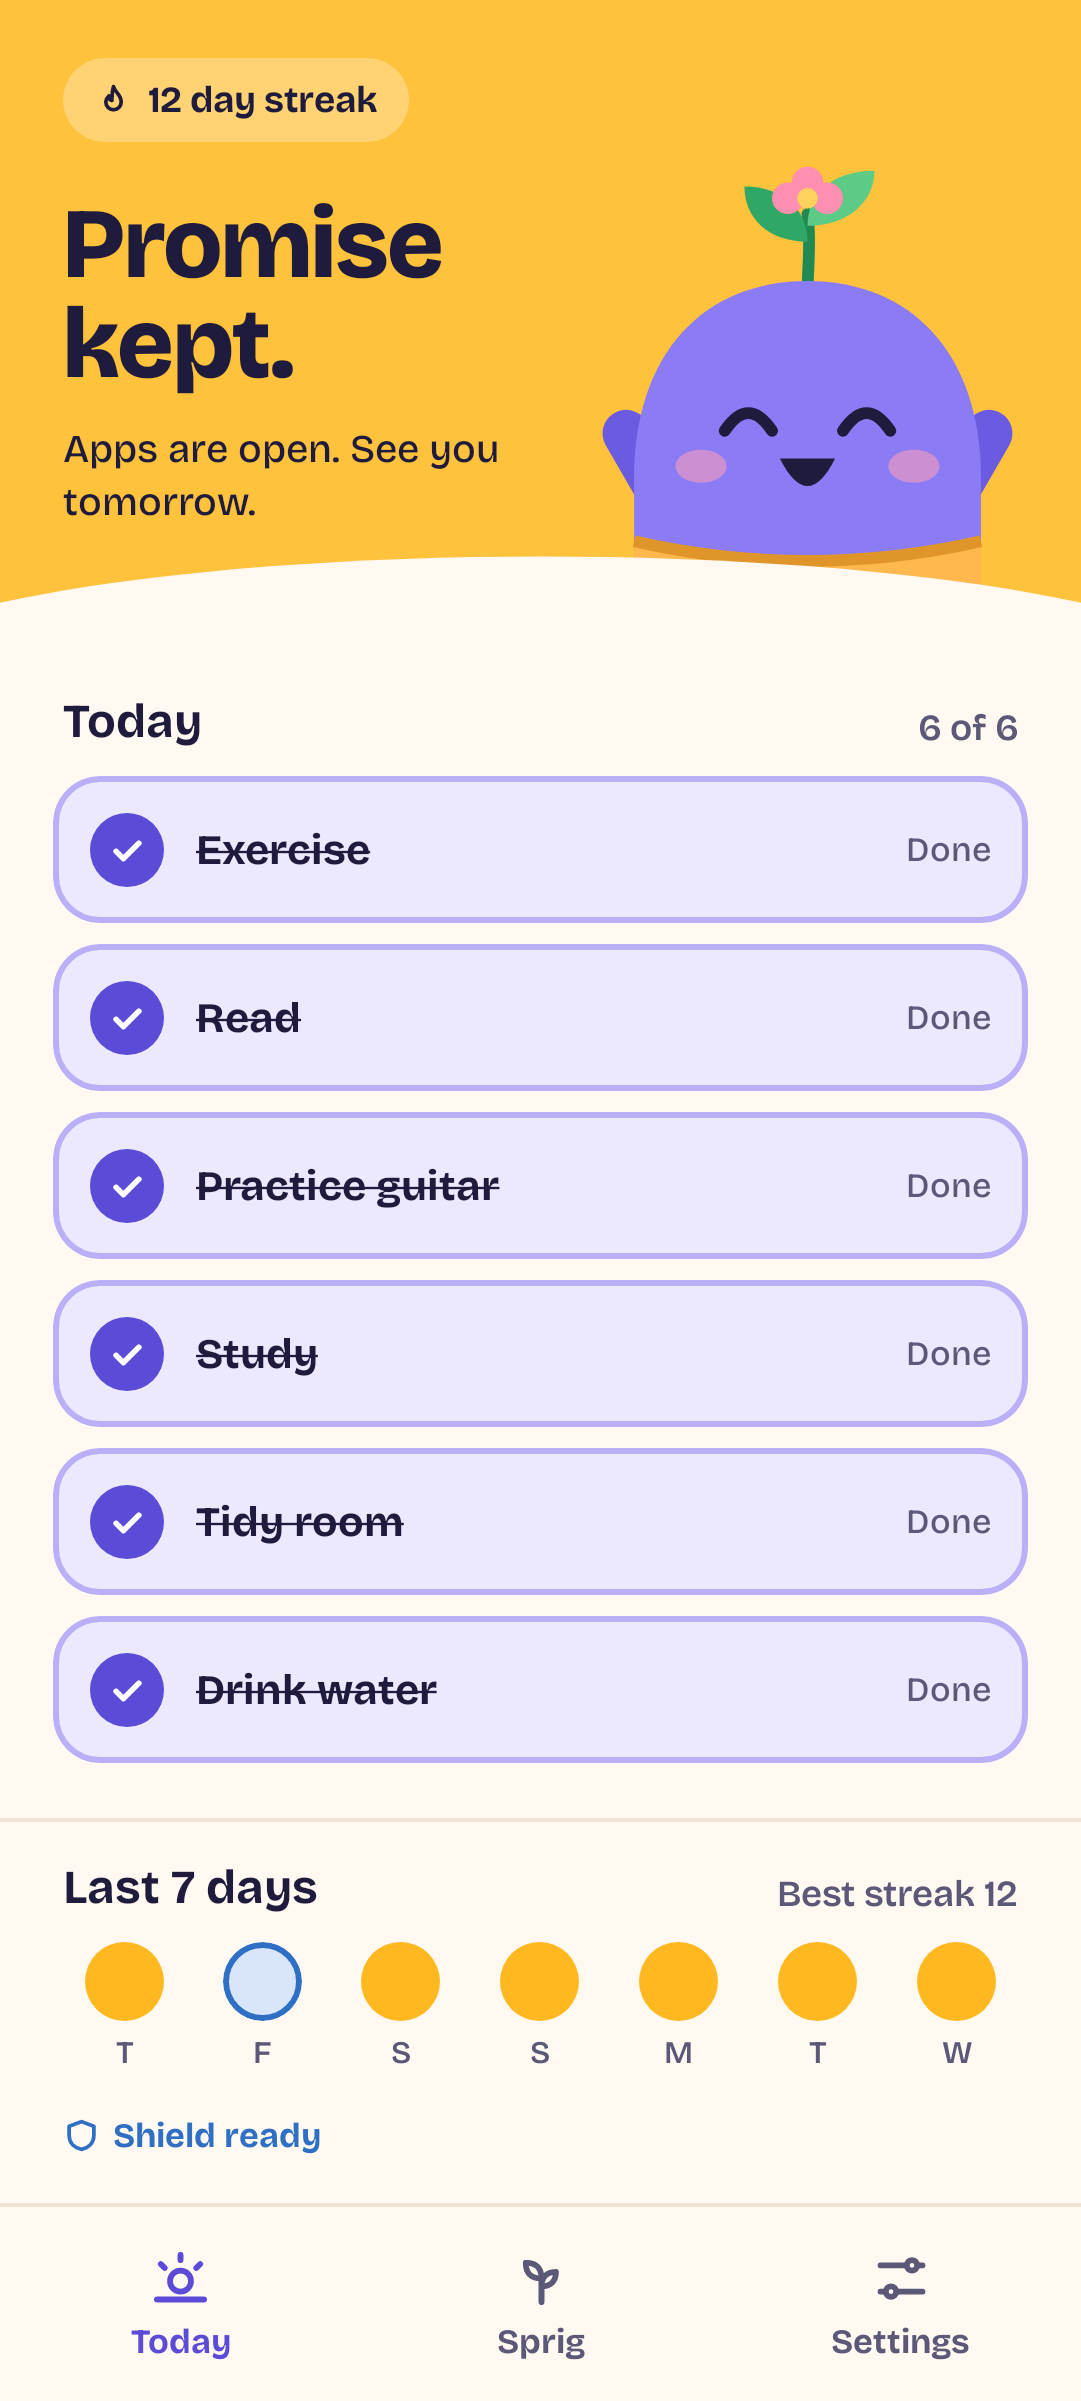 12 day streak
Promise
kept.
Apps are open. See you
tomorrow.
Today
6 of 6
Exercise
Done
Read
Done
Practice guitar
Done
Study
Done
Tidy room
Done
Drink water
Done
Last 7 days
Best streak 12
T F S S M T W
Shield ready
Today Sprig Settings